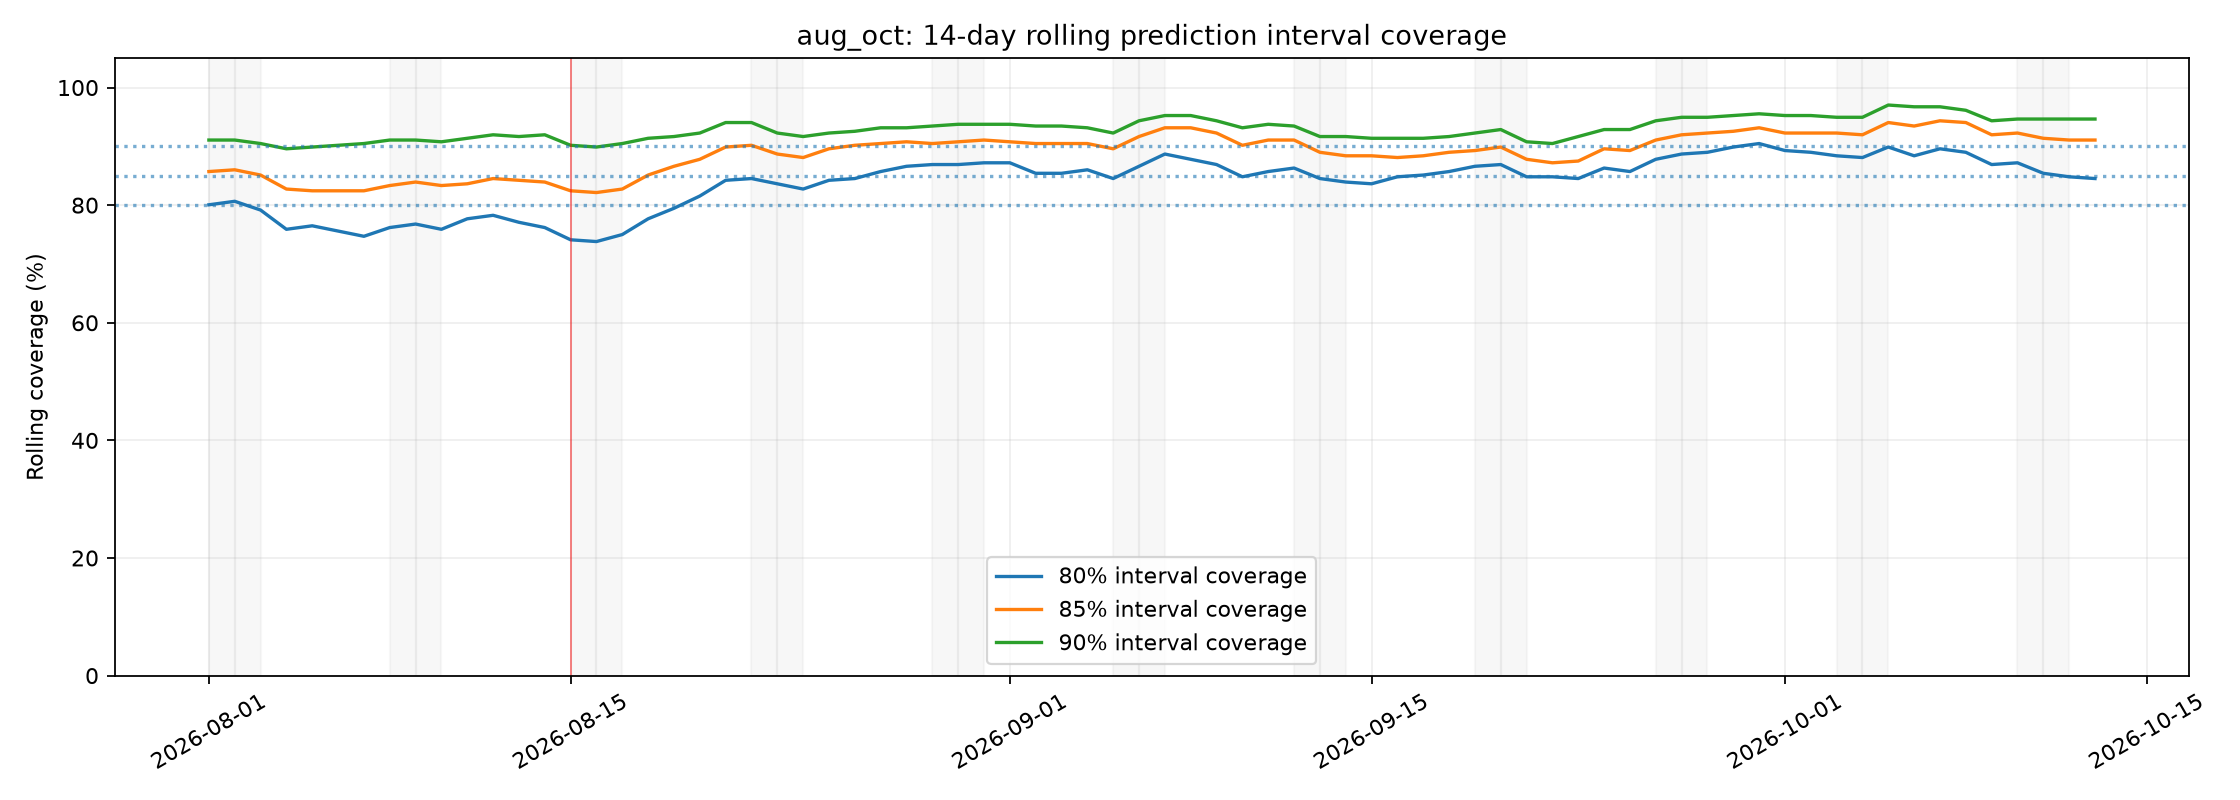 aug_oct: 14-day rolling prediction interval coverage
Rolling coverage (%)
100
80
60
40
20
0
80% interval coverage
85% interval coverage
90% interval coverage
2026-08-01
2026-08-15
2026-09-01
2026-09-15
2026-10-01
2026-10-15